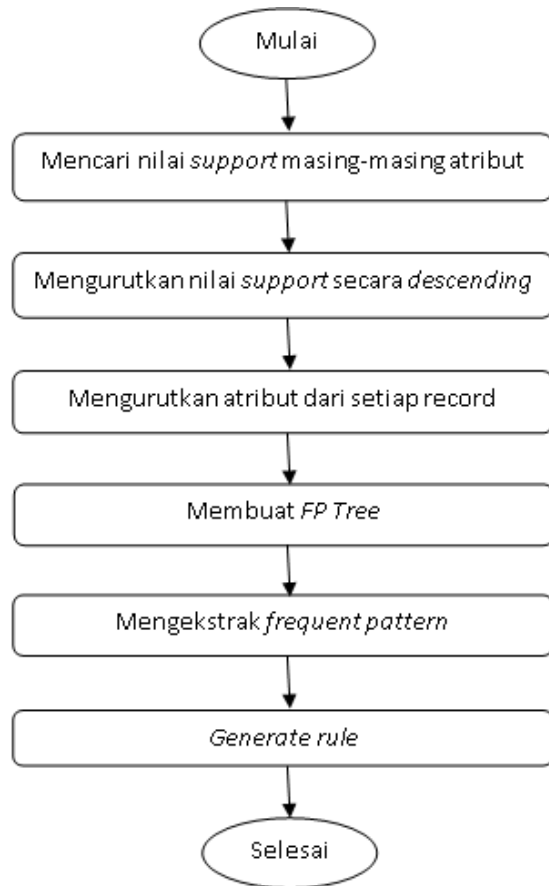 Mulai
Mencari nilai support masing-masing atribut
Mengurutkan nilai support secara descending
Mengurutkan atribut dari setiap record
Membuat FP Tree
Mengekstrak frequent pattern
Generate rule
Selesai